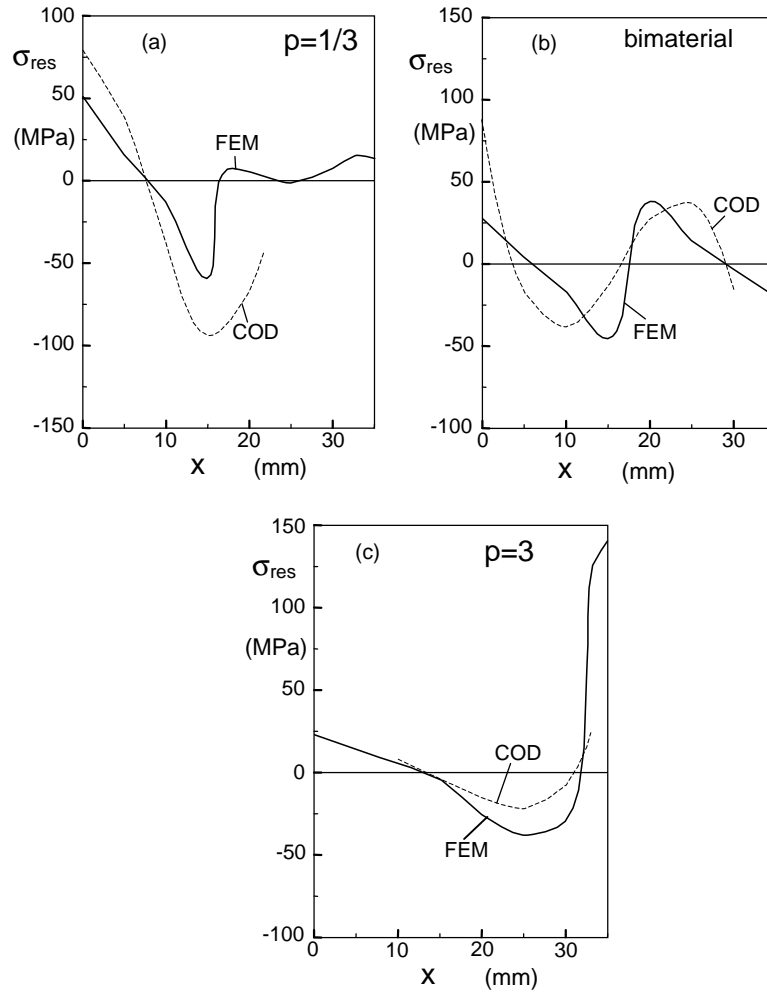 100
(a)
p=1/3
σres
50
(MPa)
FEM
0
-50
COD
-100
-150
0
10
20
30
X
(mm)
150
(b)
bimaterial
σres
100
(MPa)
50
COD
0
FEM
-50
-100
0
10
20
30
X
(mm)
150
(c)
p=3
σres
100
(MPa)
50
COD
0
FEM
-50
-100
0
10
20
30
X
(mm)